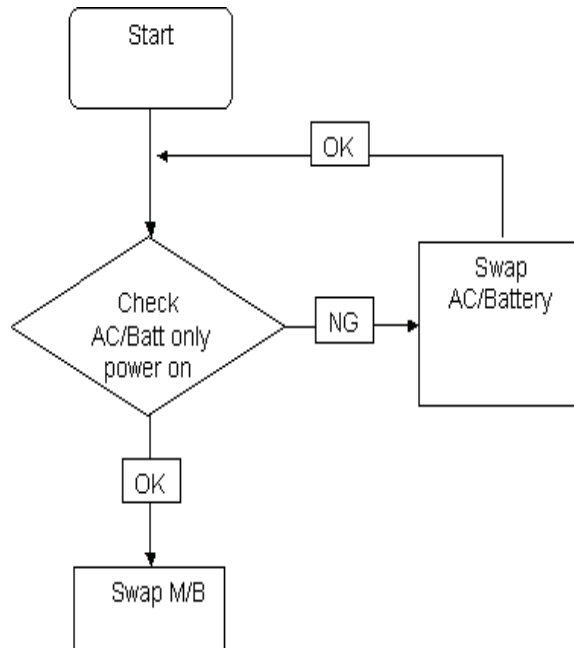 Start
OK
Check
AC/Batt only
power on
NG
Swap
AC/Battery
OK
Swap M/B